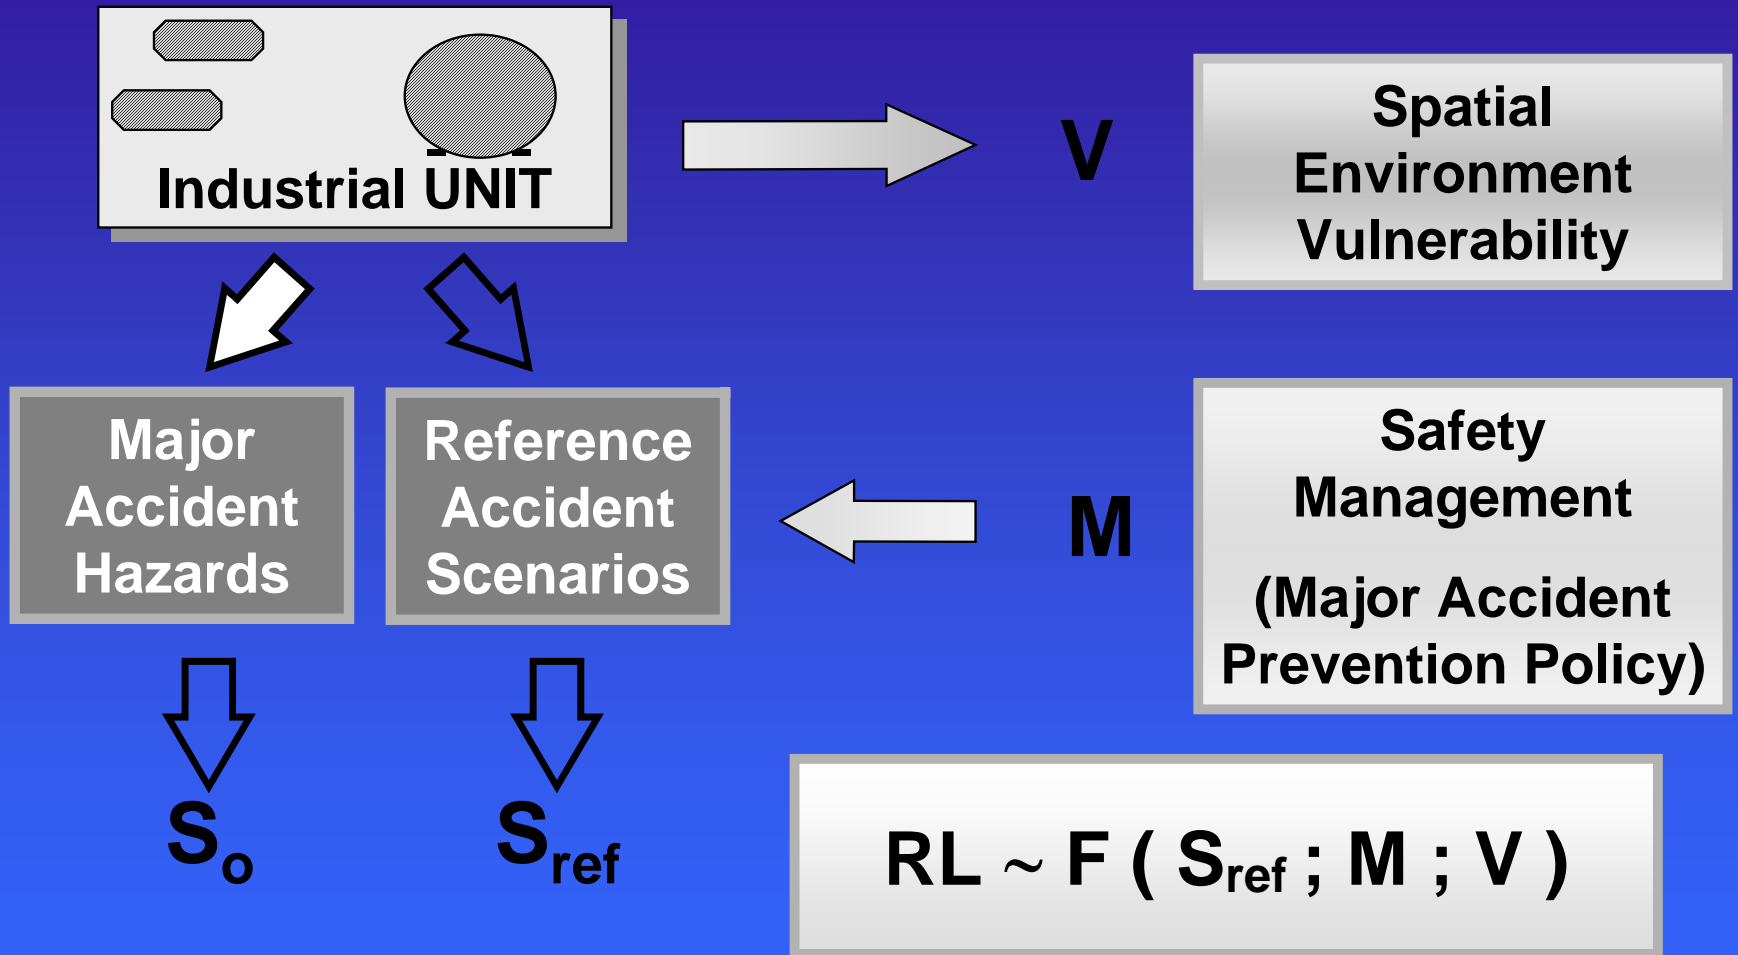 Industrial UNIT
V
Spatial
Environment
Vulnerability
Major
Accident
Hazards
Reference
Accident
Scenarios
M
Safety
Management
(Major Accident
Prevention Policy)
So
Sref
RL ~ F ( Sref ; M ; V )